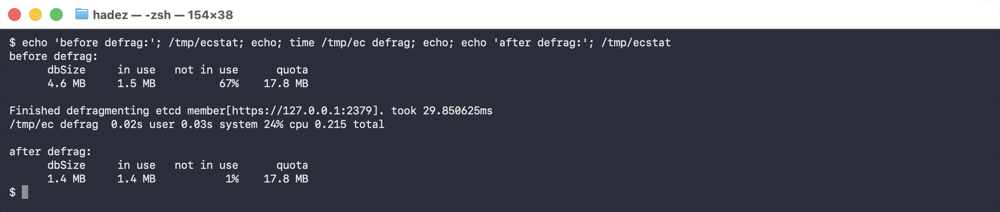 hadez — -zsh — 154×38
$ echo 'before defrag:'; /tmp/ecstat; echo; time /tmp/ec defrag; echo; echo 'after defrag:'; /tmp/ecstat
before defrag:
      dbSize     in use   not in use      quota
      4.6 MB     1.5 MB          67%    17.8 MB
Finished defragmenting etcd member[https://127.0.0.1:2379]. took 29.850625ms
/tmp/ec defrag  0.02s user 0.03s system 24% cpu 0.215 total
after defrag:
      dbSize     in use   not in use      quota
      1.4 MB     1.4 MB           1%    17.8 MB
$